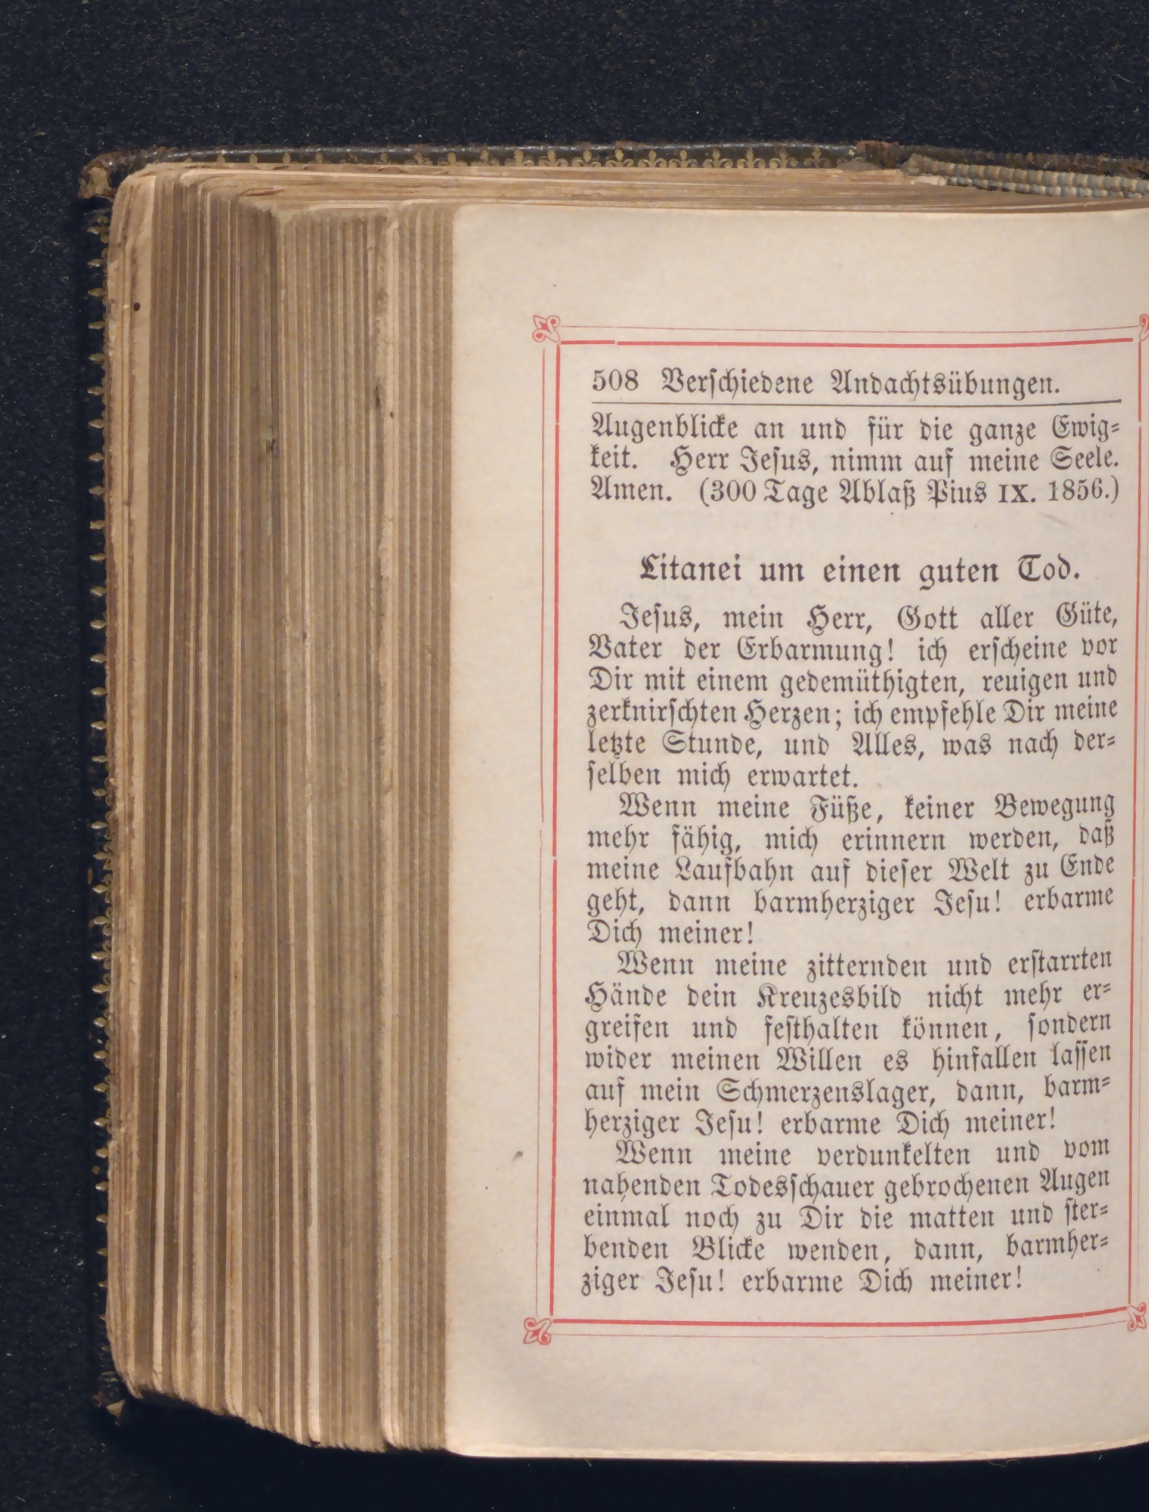 508 Verschiedene Andachtsübungen.
Augenblicke an und für die ganze Ewig-
keit. Herr Jesus, nimm auf meine Seele.
Amen. (300 Tage Ablaß Pius IX. 1856.)
Litanei um einen guten Tod.
Jesus, mein Herr, Gott aller Güte,
Vater der Erbarmung! ich erscheine vor
Dir mit einem gedemüthigten, reuigen und
zerknirschten Herzen; ich empfehle Dir meine
letzte Stunde, und Alles, was nach der-
selben mich erwartet.
Wenn meine Füße, keiner Bewegung
mehr fähig, mich erinnern werden, daß
meine Laufbahn auf dieser Welt zu Ende
geht, dann barmherziger Jesu! erbarme
Dich meiner!
Wenn meine zitternden und erstarrten
Hände dein Kreuzesbild nicht mehr er-
greifen und festhalten können, sondern
wider meinen Willen es hinfallen lassen
auf mein Schmerzenslager, dann, barm-
herziger Jesu! erbarme Dich meiner!
Wenn meine verdunkelten und vom
nahenden Todesschauer gebrochenen Augen
einmal noch zu Dir die matten und ster-
benden Blicke wenden, dann, barmher-
ziger Jesu! erbarme Dich meiner!